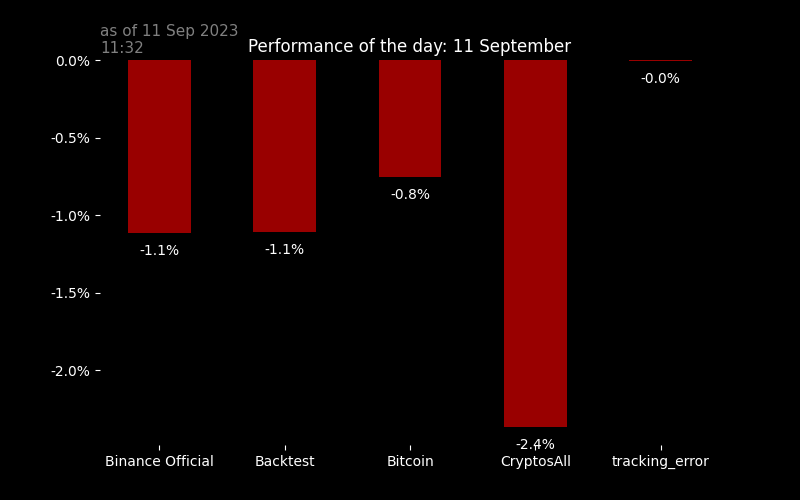 as of 11 Sep 2023
11:32
Performance of the day: 11 September
0.0%
-0.5%
-1.0%
-1.5%
-2.0%
-1.1%
-1.1%
-0.8%
-2.4%
-0.0%
Binance Official
Backtest
Bitcoin
CryptosAll
tracking_error